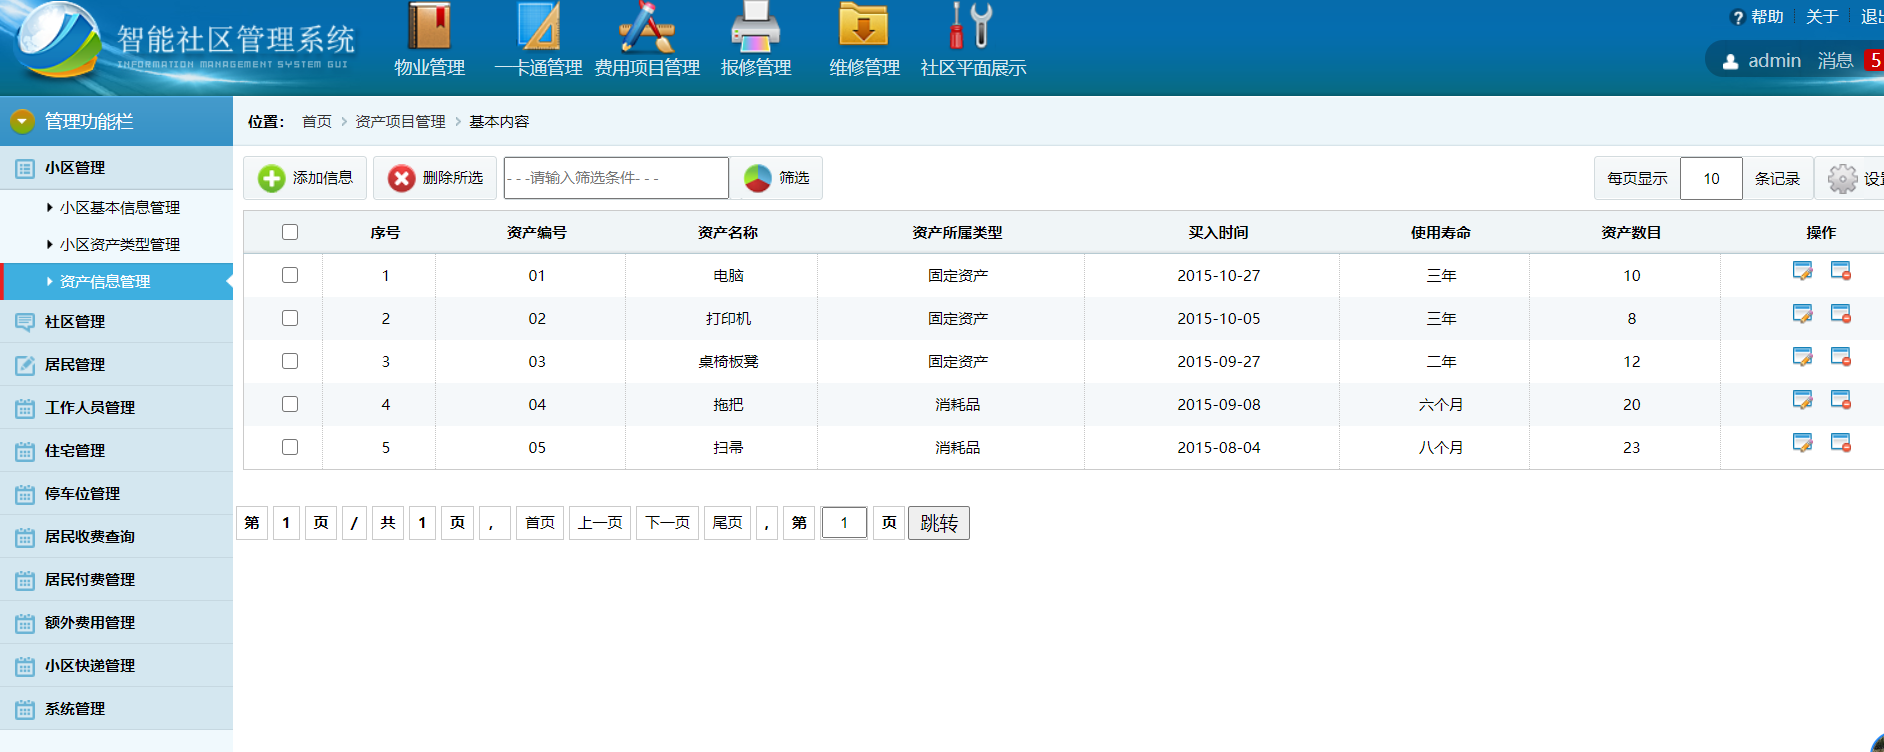 智能社区管理系统
INFORMATION MANAGEMENT SYSTEM GUI
物业管理 一卡通管理 费用项目管理 报修管理 维修管理 社区平面展示
帮助 关于
admin 消息 5
管理功能栏
小区管理
小区基本信息管理
小区资产类型管理
资产信息管理
社区管理
居民管理
工作人员管理
住宅管理
停车位管理
居民收费查询
居民付费管理
额外费用管理
小区快递管理
系统管理
位置： 首页 资产项目管理 基本内容
添加信息 删除所选 - - -请输入筛选条件- - - 筛选 每页显示 10 条记录
序号 资产编号 资产名称 资产所属类型 买入时间 使用寿命 资产数目 操作
1 01 电脑 固定资产 2015-10-27 三年 10
2 02 打印机 固定资产 2015-10-05 三年 8
3 03 桌椅板凳 固定资产 2015-09-27 二年 12
4 04 拖把 消耗品 2015-09-08 六个月 20
5 05 扫帚 消耗品 2015-08-04 八个月 23
第 1 页 / 共 1 页 ， 首页 上一页 下一页 尾页 , 第 1 页 跳转